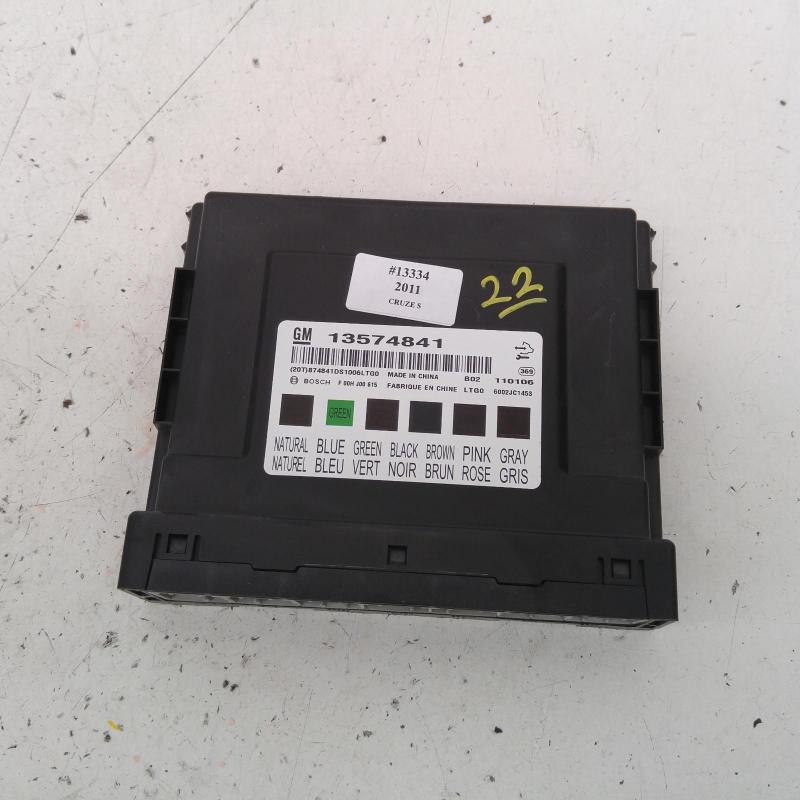 #13334
2011
CRUZE S
22
GM 13574841
(20T)874841DS1006LTG0 MADE IN CHINA B02 110106
369
BOSCH F 00H J00 615 FABRIQUE EN CHINE LTG0 6002JC1453
GREEN
NATURAL BLUE GREEN BLACK BROWN PINK GRAY
NATUREL BLEU VERT NOIR BRUN ROSE GRIS